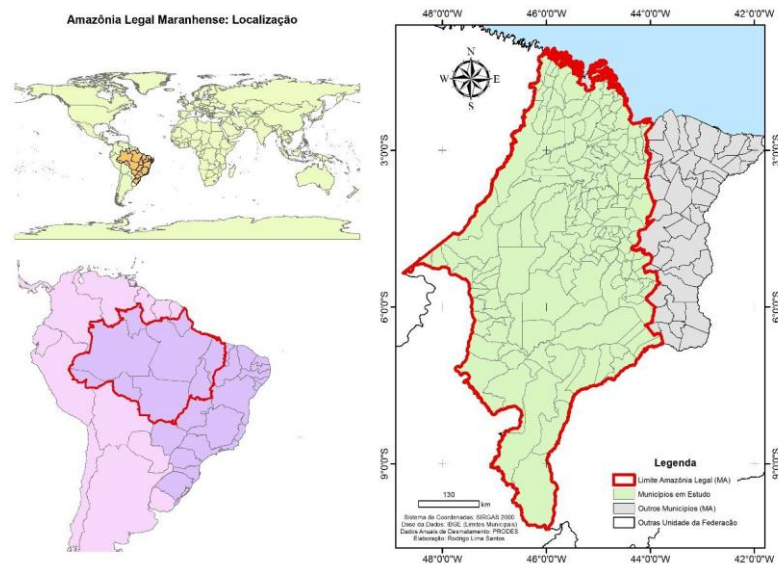 Amazônia Legal Maranhense: Localização
48°0'0"W 46°0'0"W 44°0'0"W 42°0'0"W
N
W E
S
3°0'0"S 3°0'0"S
6°0'0"S 6°0'0"S
9°0'0"S 9°0'0"S
Legenda
Limite Amazônia Legal (MA)
Municípios em Estudo
Outros Municípios (MA)
Outras Unidade da Federacão
130
km
Sistema de Coordenadas: SIRGAS 2000
Base da Dados: IBGE (Limites Municipais)
Dados Anuais de Desmatamento: PRODES
Elaboração: Rodrigo Lima Santos
48°0'0"W 46°0'0"W 44°0'0"W 42°0'0"W